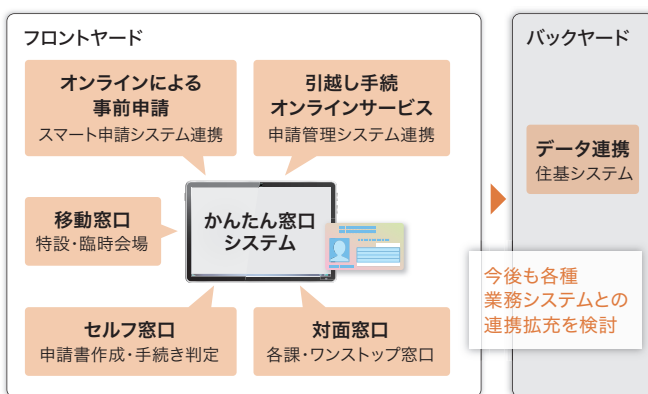 フロントヤード
オンラインによる
事前申請
スマート申請システム連携
引越し手続
オンラインサービス
申請管理システム連携
移動窓口
特設・臨時会場
かんたん窓口
システム
セルフ窓口
申請書作成・手続き判定
対面窓口
各課・ワンストップ窓口
バックヤード
データ連携
住基システム
今後も各種
業務システムとの
連携拡充を検討